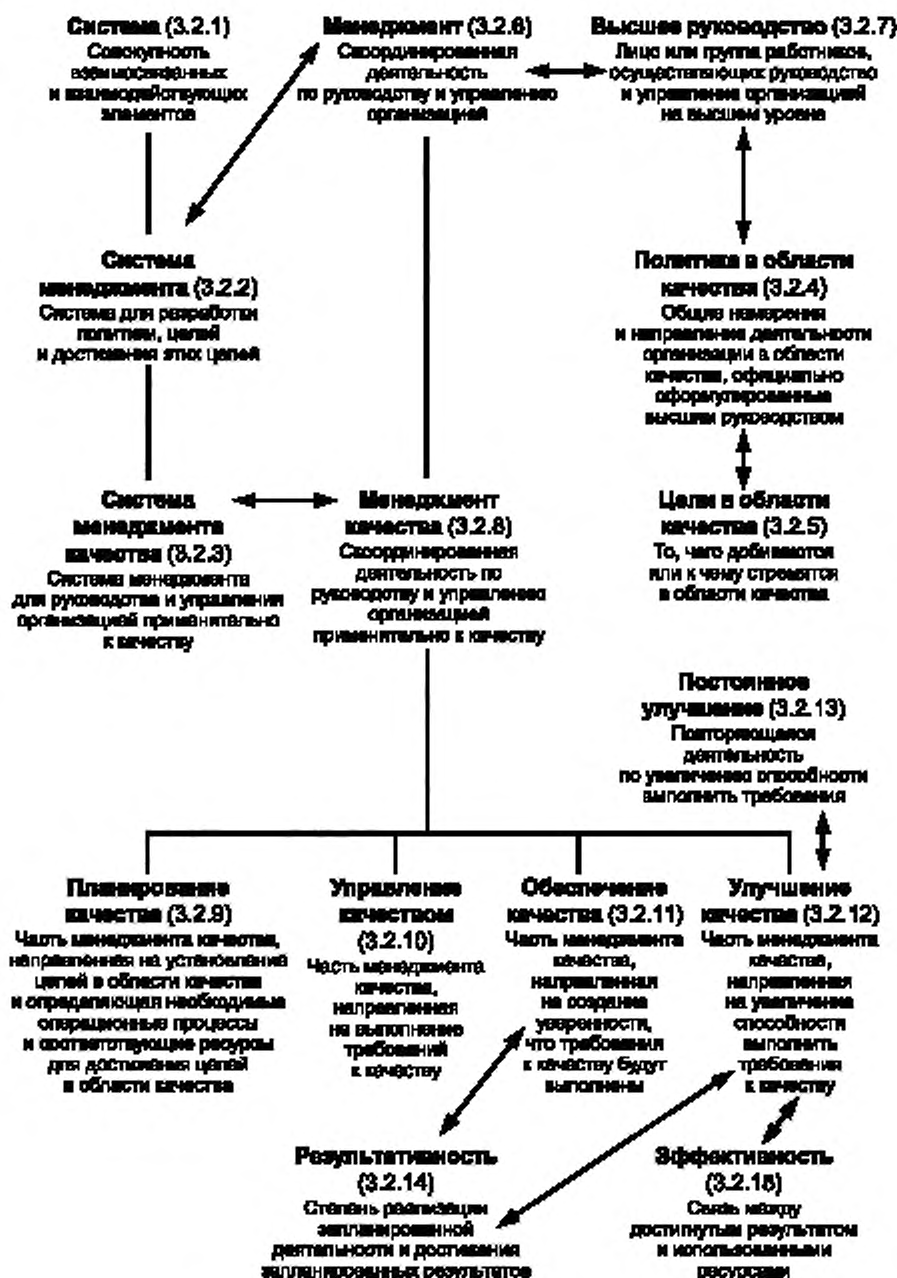 Система (3.2.1)
Совокупность
взаимосвязанных
и взаимодействующих
элементов
Менеджмент (3.2.6)
Скоординированная
деятельность
по руководству и управлению
организацией
Высшее руководство (3.2.7)
Лицо или группа работников,
осуществляющих руководство
и управление организацией
на высшем уровне
Система
менеджмента (3.2.2)
Система для разработки
политики, целей
и достижения этих целей
Политика в области
качества (3.2.4)
Общие намерения
и направление деятельности
организации в области
качества, официально
сформулированные
высшим руководством
Система
менеджмента
качества (3.2.3)
Система менеджмента
для руководства и управления
организацией применительно
к качеству
Менеджмент
качества (3.2.8)
Скоординированная
деятельность по
руководству и управлению
организацией
применительно к качеству
Цели в области
качества (3.2.5)
То, чего добиваются
или к чему стремятся
в области качества
Постоянное
улучшение (3.2.13)
Повторяющаяся
деятельность
по увеличению способности
выполнить требования
Планирование
качества (3.2.9)
Часть менеджмента качества,
направленная на установление
целей в области качества
и определяющая необходимые
операционные процессы
и соответствующие ресурсы
для достижения целей
в области качества
Управление
качеством
(3.2.10)
Часть менеджмента
качества,
направленная
на выполнение
требований
к качеству
Обеспечение
качества (3.2.11)
Часть менеджмента
качества,
направленная
на создание
уверенности,
что требования
к качеству будут
выполнены
Улучшение
качества (3.2.12)
Часть менеджмента
качества,
направленная
на увеличение
способности
выполнить
требования
к качеству
Результативность
(3.2.14)
Степень реализации
запланированной
деятельности и достижения
запланированных результатов
Эффективность
(3.2.15)
Связь между
достигнутым результатом
и использованными
ресурсами